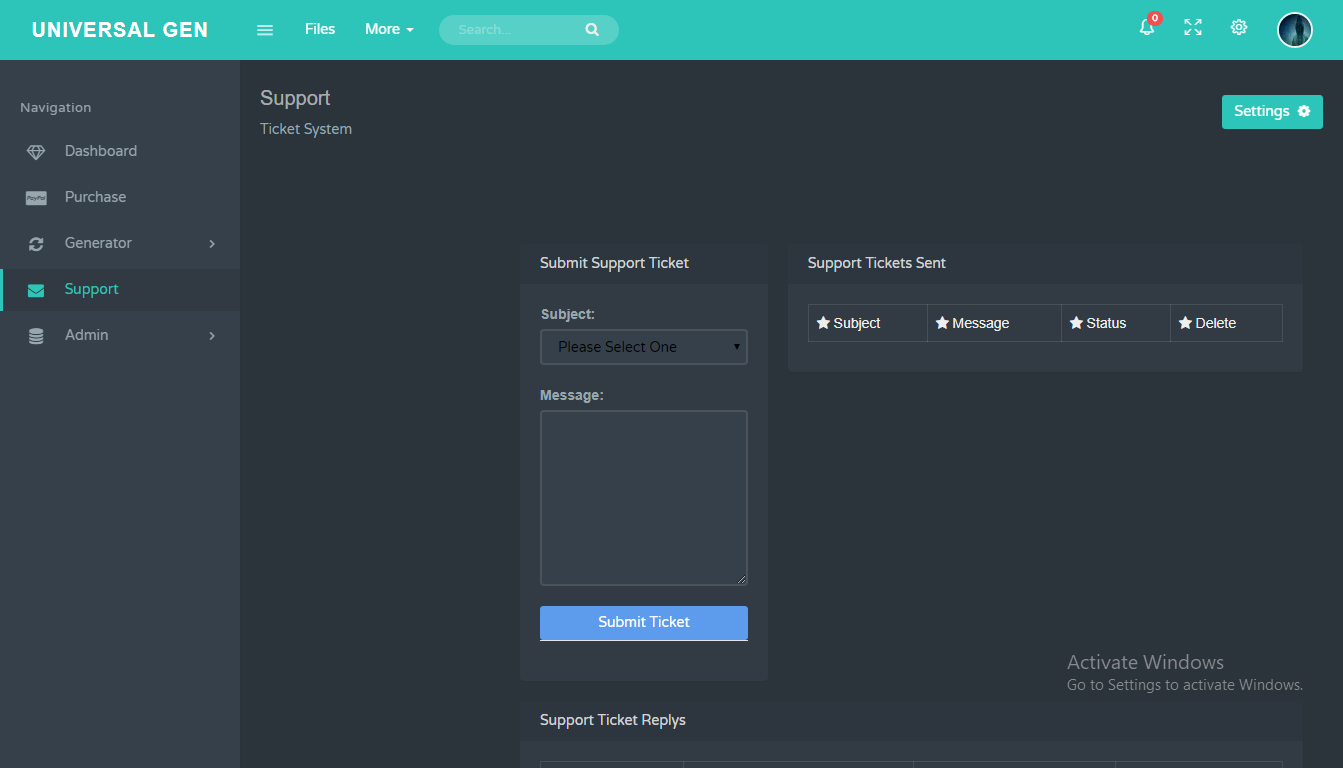 UNIVERSAL GEN
Files
More
Search...
0
Navigation
Dashboard
PayPal
Purchase
Generator
Support
Admin
Support
Ticket System
Settings
Submit Support Ticket
Subject:
Please Select One
Message:
Submit Ticket
Support Tickets Sent
Subject
Message
Status
Delete
Activate Windows
Go to Settings to activate Windows.
Support Ticket Replys